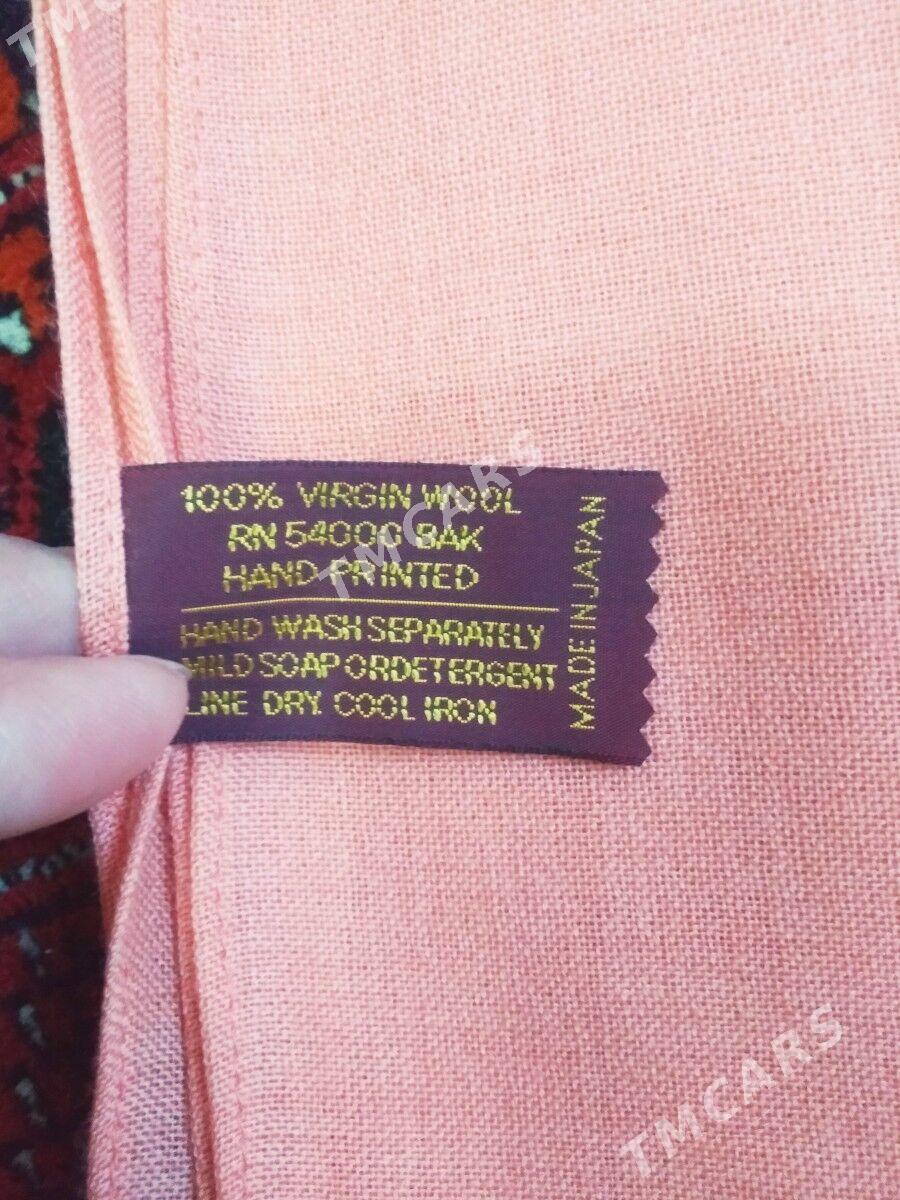 100% VIRGIN WOOL
RN 54000 BAK
HAND PRINTED
HAND WASH SEPARATELY
MILD SOAP OR DETERGENT
LINE DRY. COOL IRON
MADE IN JAPAN
TMCARS
TMCARS
TMCARS